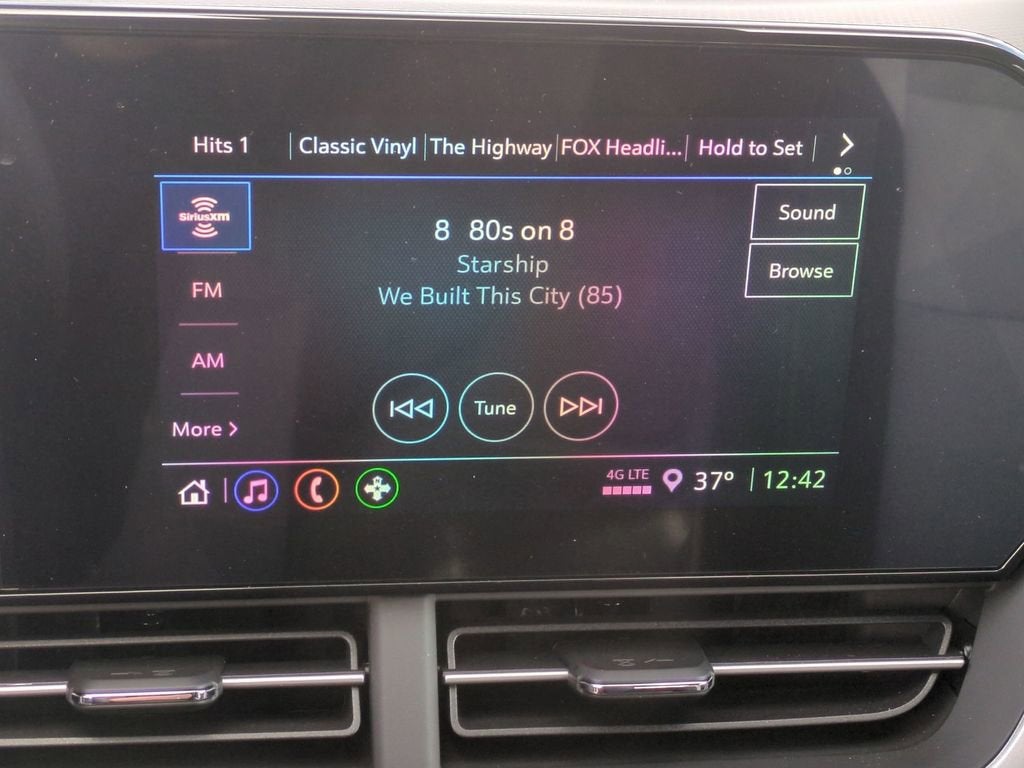 Hits 1 Classic Vinyl The Highway FOX Headli... Hold to Set >
SiriusXM
8 80s on 8
Sound
Starship
Browse
FM
We Built This City (85)
AM
Tune
More >
4G LTE
37° 12:42